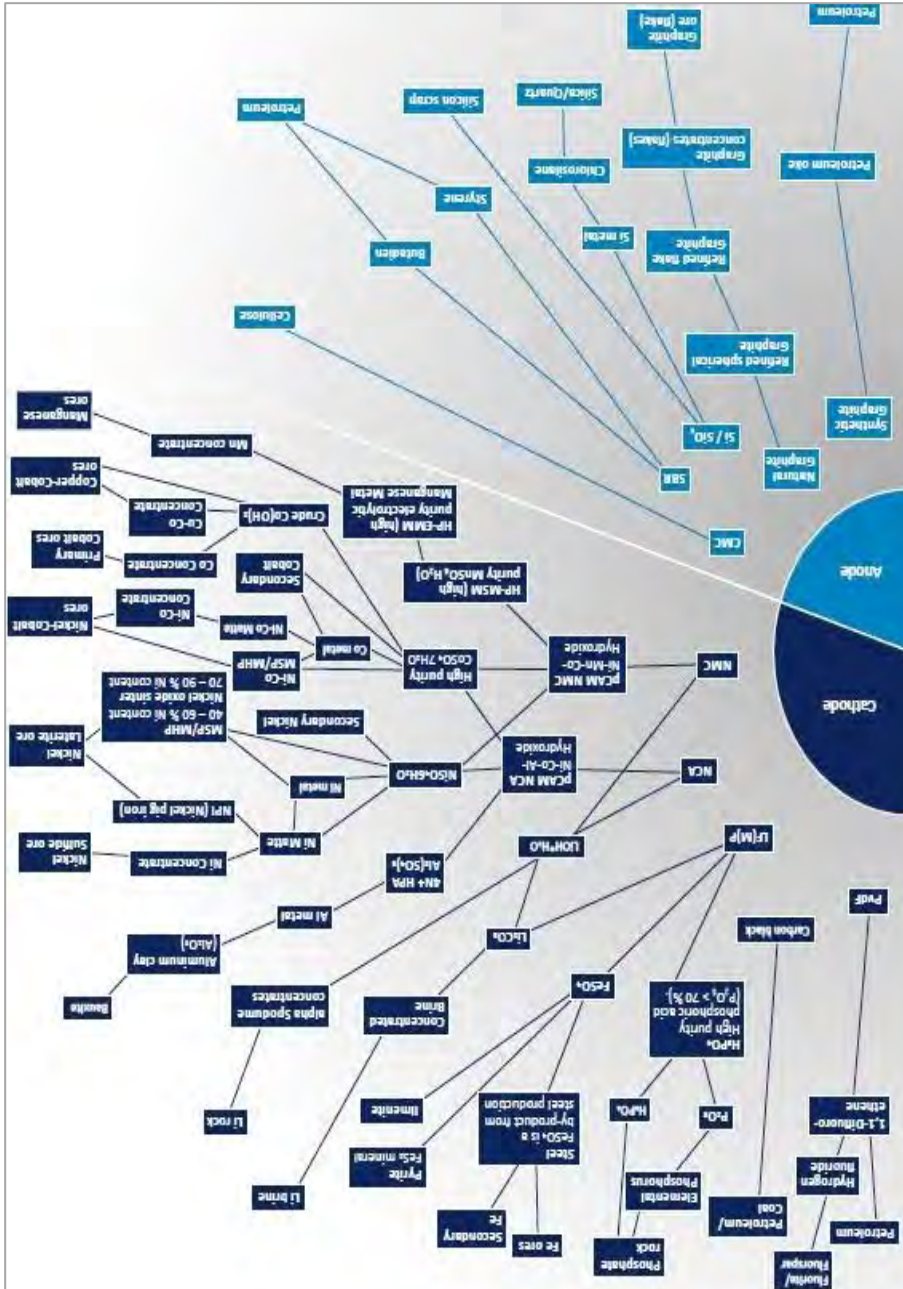 Fluorite/
Fluorspar
Petroleum
Phosphate
rock
Fe ores
Secondary
Fe
Coal
Petroleum/
Elemental
Phosphorus
Li brine
Hydrogen
fluoride
Pyrite
FeS₂ mineral
1,1-Difluoro-
ethene
P₂O₅
H₃PO₄
Steel
FeSO₄ is a
by-product from
steel production
Ilmenite
Li rock
H₃PO₄
High purity
phosphoric acid
(P₂O₅ > 70 %).
FeSO₄
Concentrated
Brine
alpha Spodume
concentrates
Bauxite
Carbon black
Li₂CO₃
Aluminum clay
(Al₂O₃)
PvdF
Al metal
4N+ HPA
Al₂(SO₄)₃
LF(M)P
LiOH*H₂O
Ni Matte
Ni Concentrate
Nickel
Sulfide ore
NPI (Nickel pig iron)
NCA
pCAM NCA
Ni-Co-Al-
Hydroxide
NiSO₄6H₂O
Ni metal
Secondary Nickel
MSP/MHP
40 – 60 % Ni content
Nickel oxide sinter
70 – 90 % Ni content
Nickel
Laterite ore
Cathode
NMC
pCAM NMC
Ni-Mn-Co-
Hydroxide
High purity
CoSO₄ 7H₂O
Ni-Co
MSP/MHP
Co metal
Ni-Co Matte
Ni-Co
Concentrate
Nickel-Cobalt
ores
HP-MSM (high
purity MnSO₄H₂O)
Secondary
Cobalt
Co Concentrate
Primary
Cobalt ores
Anode
CMC
HP-EMM (high
purity electrolytic
Manganese Metal
Crude Co(OH)₂
Cu-Co
Concentrate
Copper-Cobalt
ores
Natural
Graphite
SBR
Mn concentrate
Manganese
ores
Synthetic
Graphite
Si / SiOₓ
Refined spherical
Graphite
Cellulose
Refined flake
Graphite
Si metal
Butadien
Styrene
Petroleum oke
Graphite
concentrates (flakes)
Chlorosilane
Silica/Quartz
Silicon scrap
Petroleum
Graphite
ore (flake)
Petroleum